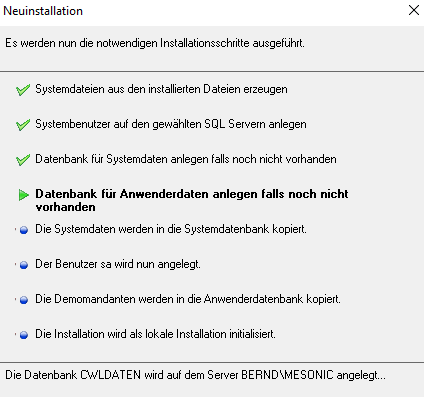 Neuinstallation
Es werden nun die notwendigen Installationsschritte ausgeführt.
Systemdateien aus den installierten Dateien erzeugen
Systembenutzer auf den gewählten SQL Servern anlegen
Datenbank für Systemdaten anlegen falls noch nicht vorhanden
Datenbank für Anwenderdaten anlegen falls noch nicht
vorhanden
Die Systemdaten werden in die Systemdatenbank kopiert.
Der Benutzer sa wird nun angelegt.
Die Demomandanten werden in die Anwenderdatenbank kopiert.
Die Installation wird als lokale Installation initialisiert.
Die Datenbank CWLDATEN wird auf dem Server BERND\MESONIC angelegt...